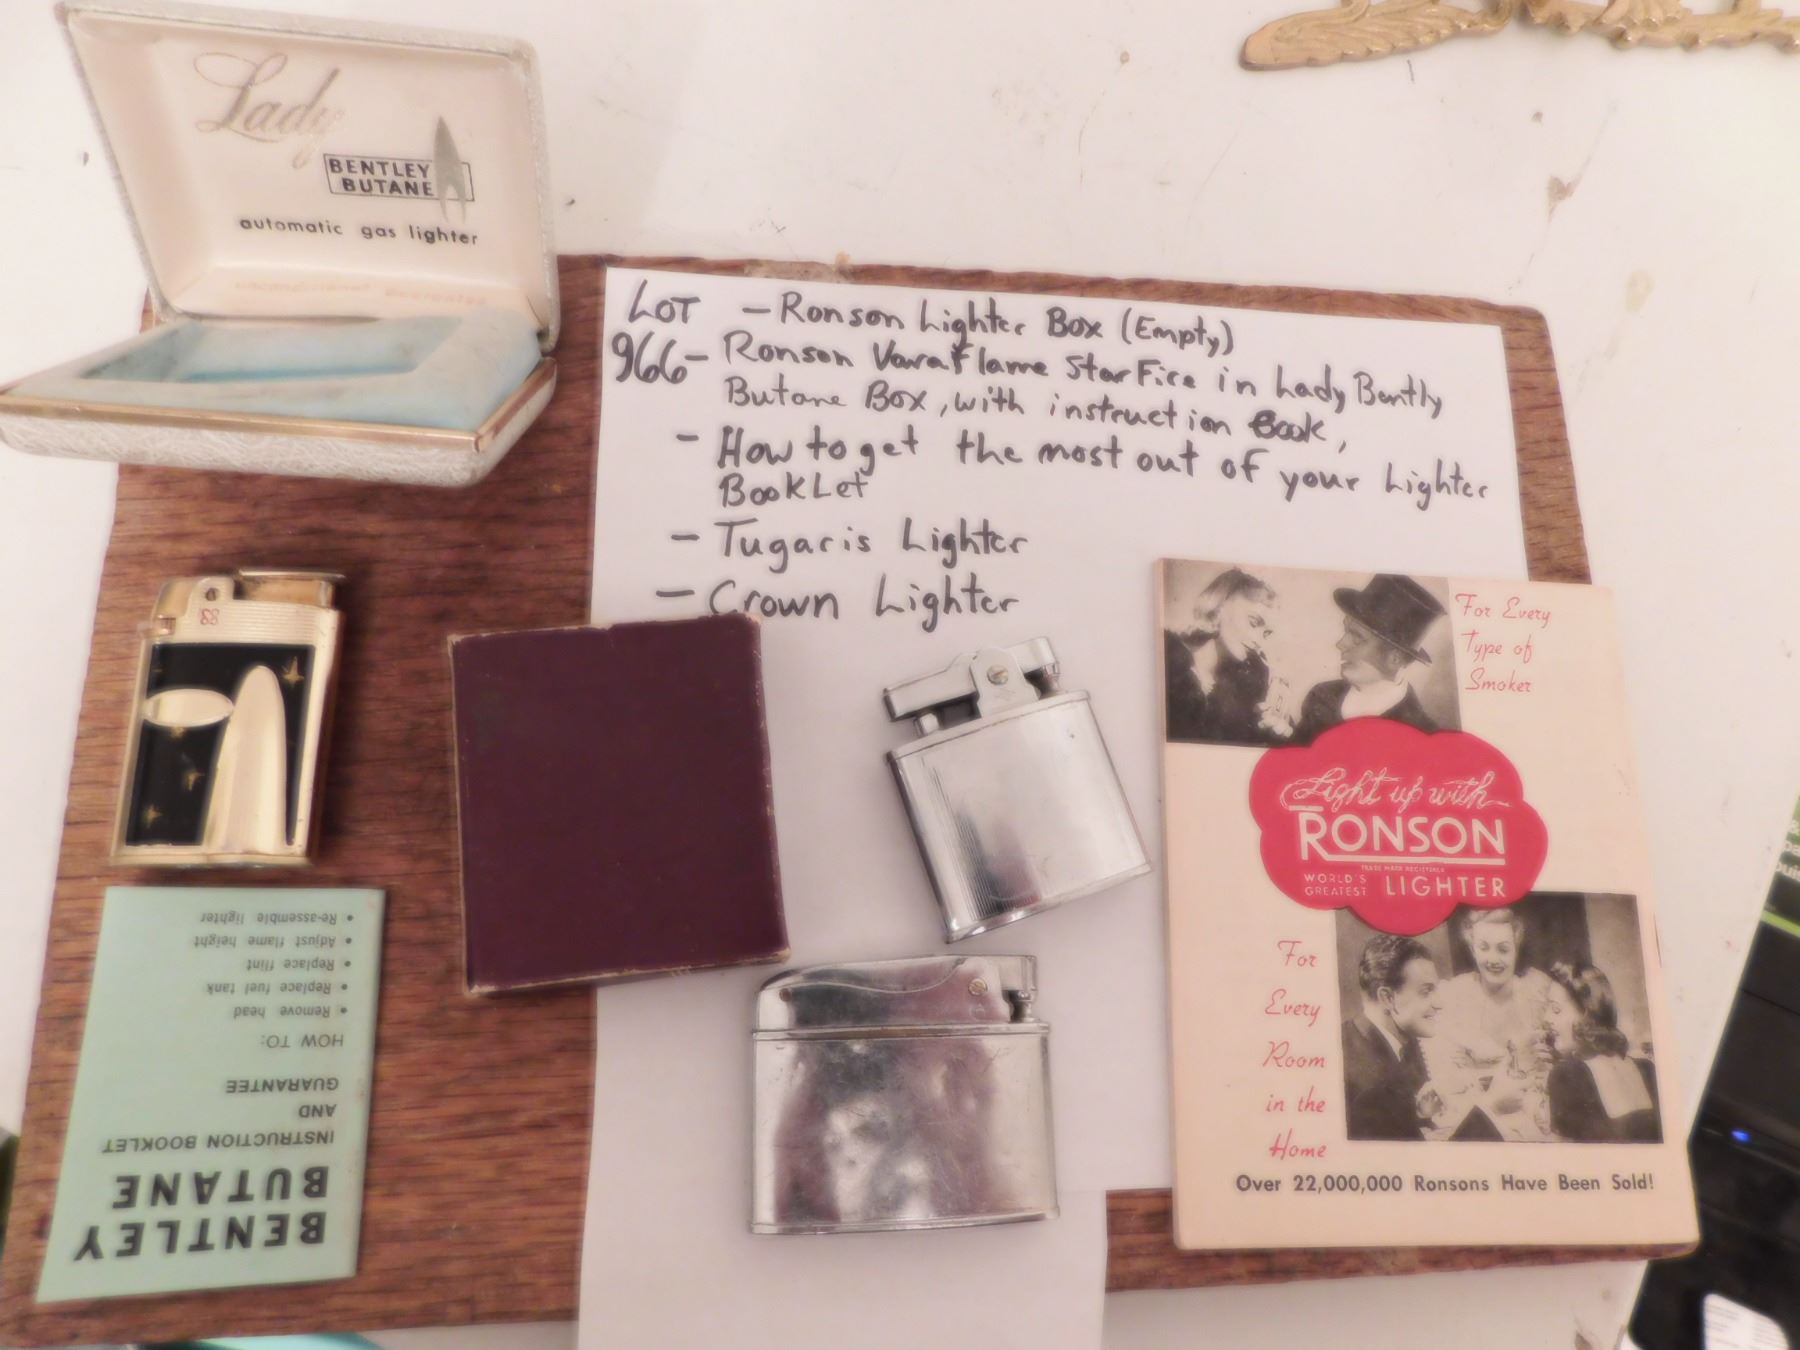 Lady
BENTLEY
BUTANE
automatic gas lighter
LOT - Ronson Lighter Box (Empty)
966- Ronson VaraFlame StarFire in Lady Bently
Butane Box, with instruction Book,
- How to get the most out of your Lighter
BookLet
- Tugaris Lighter
- Crown Lighter
For Every
Type of
Smoker
Light up with
RONSON
TRADE MARK REGISTERED
WORLD'S
GREATEST LIGHTER
For
Every
Room
in the
Home
Over 22,000,000 Ronsons Have Been Sold!
BENTLEY
BUTANE
INSTRUCTION BOOKLET
AND
GUARANTEE
HOW TO:
• Remove head
• Replace fuel tank
• Replace flint
• Adjust flame height
• Re-assemble lighter